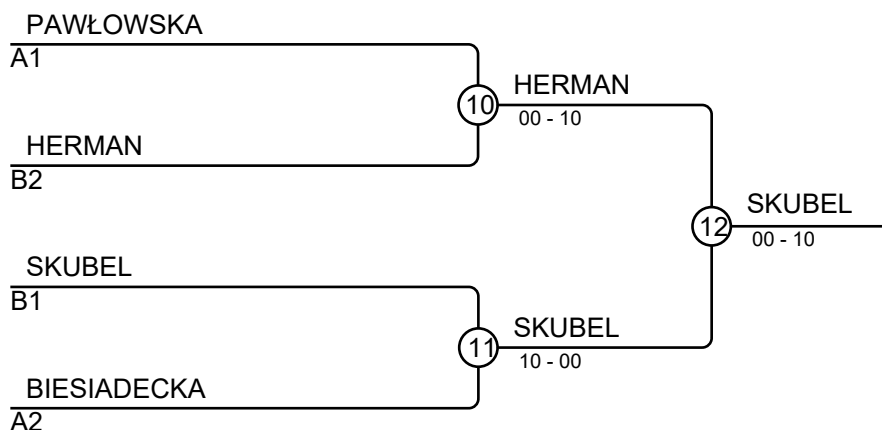 PAWŁOWSKA
A1
10
HERMAN
00 - 10
HERMAN
B2
12
SKUBEL
00 - 10
SKUBEL
B1
11
SKUBEL
10 - 00
BIESIADECKA
A2